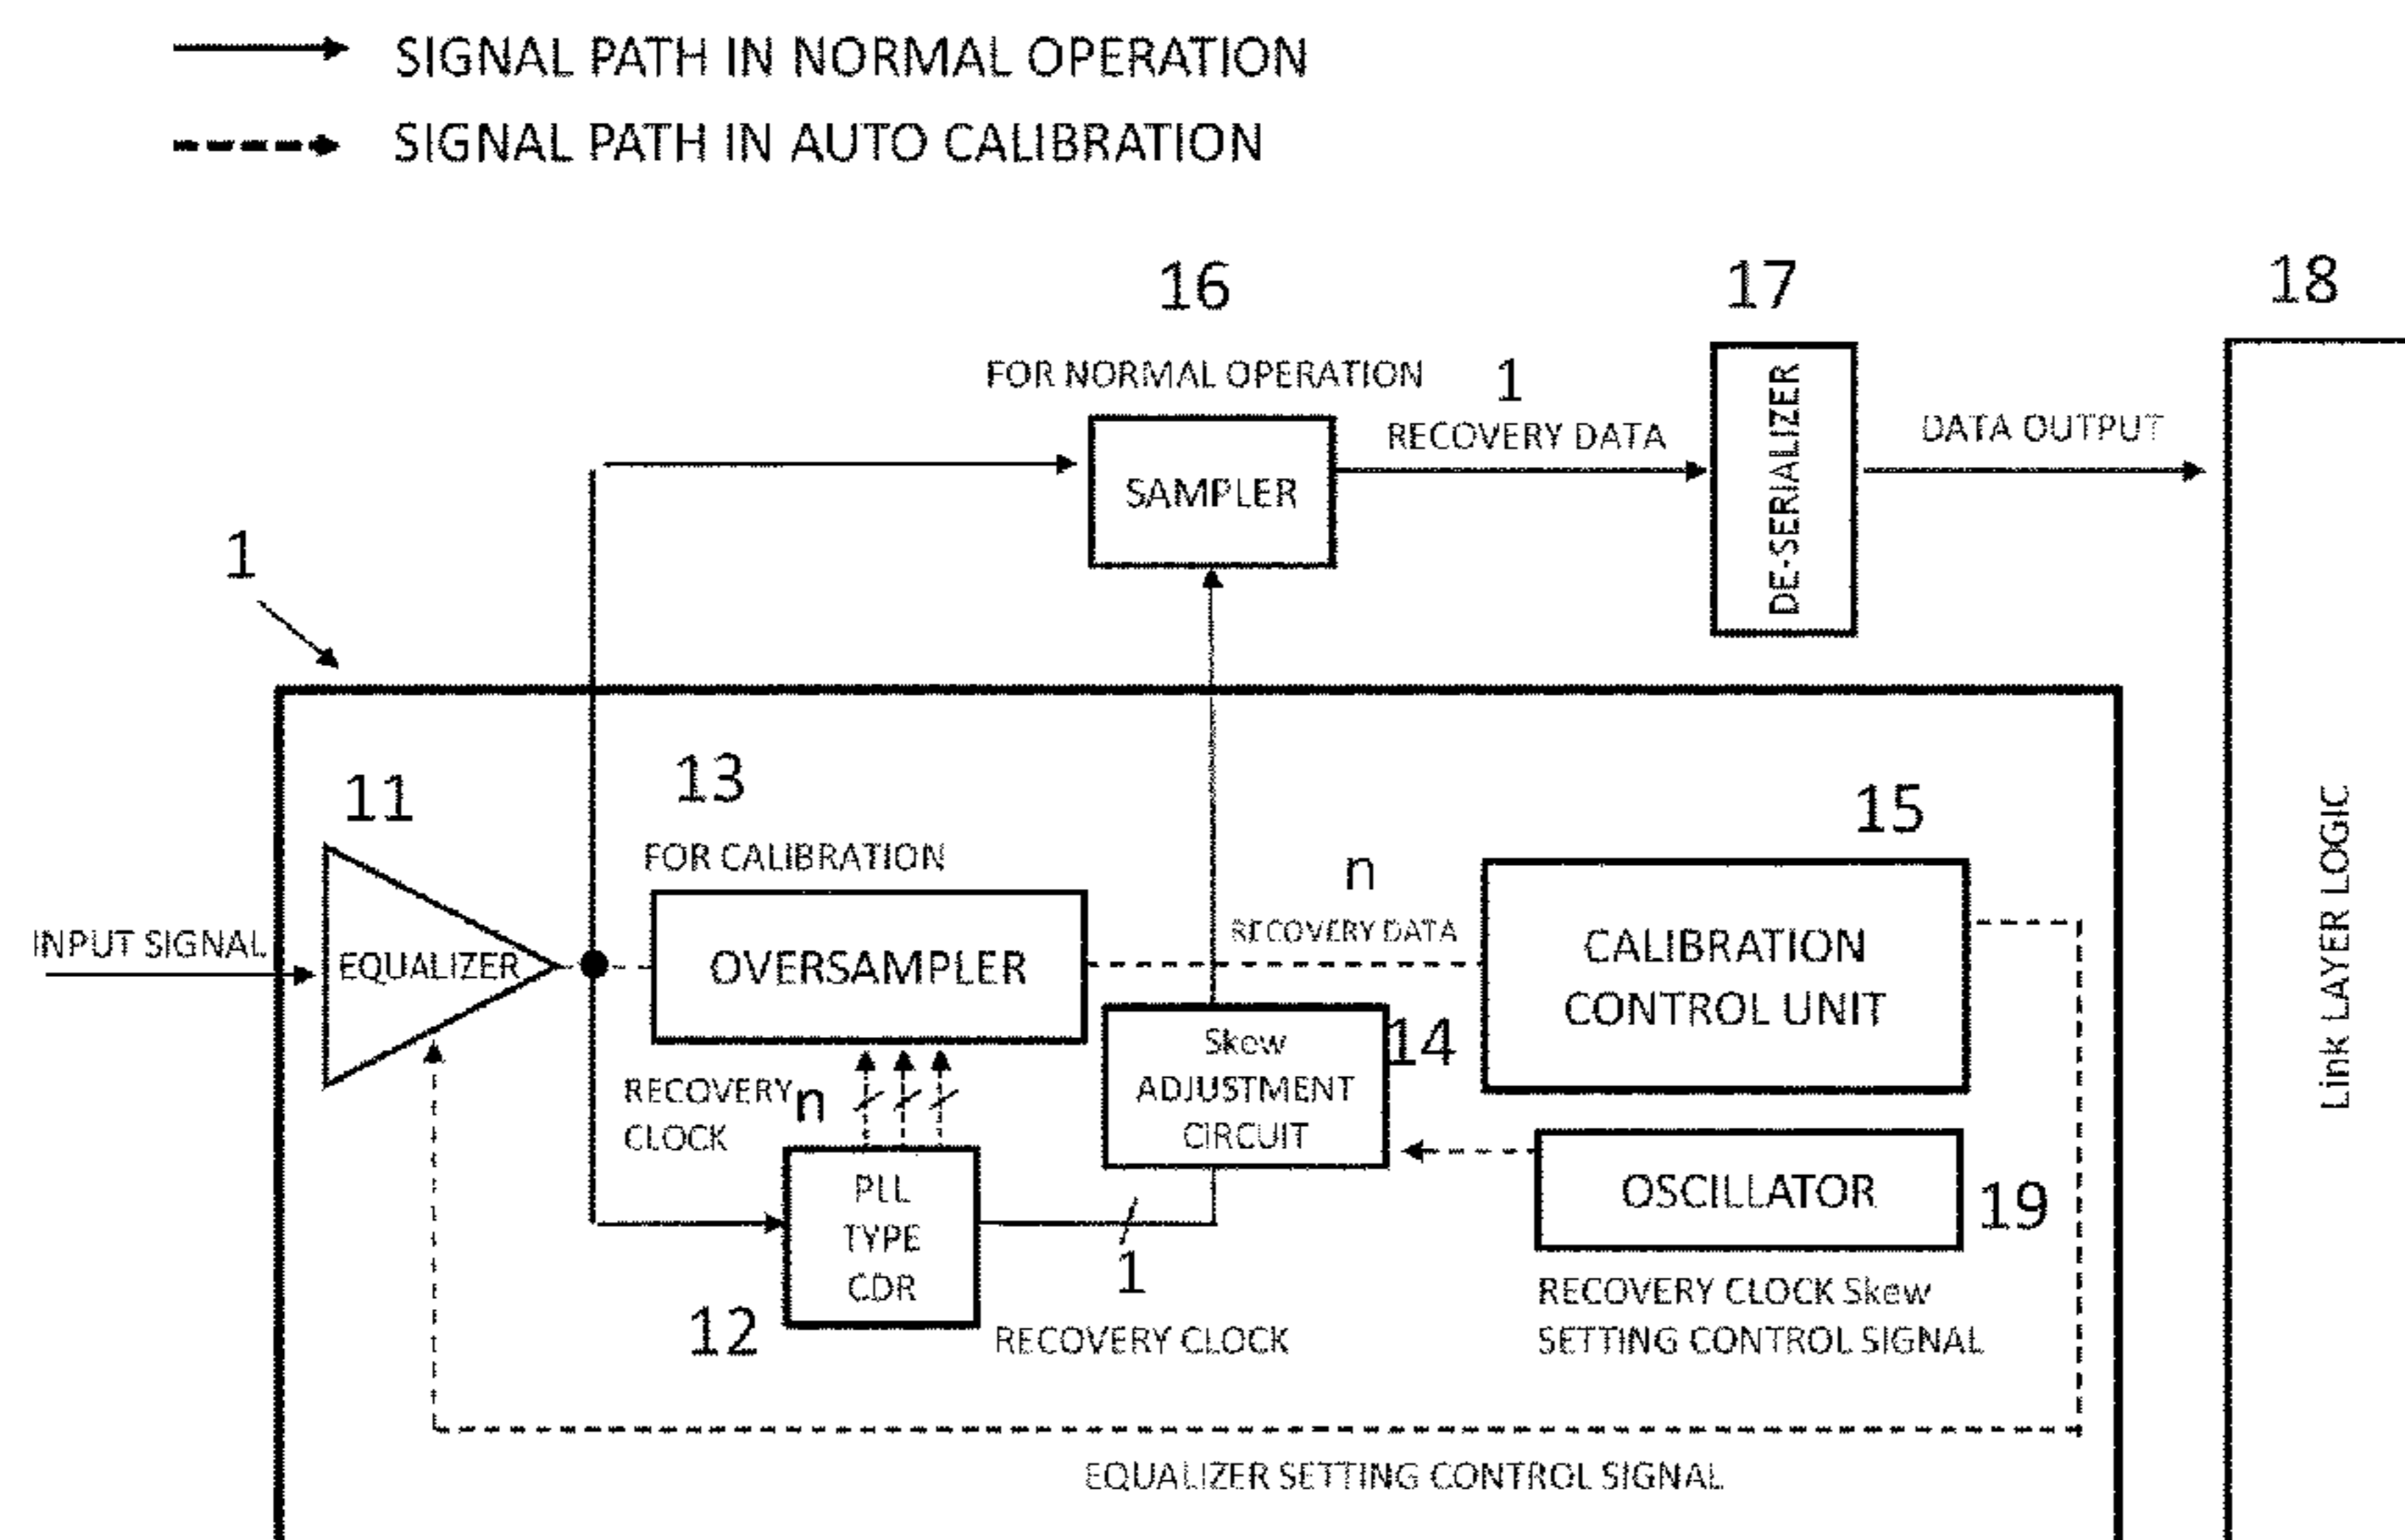 SIGNAL PATH IN NORMAL OPERATION
SIGNAL PATH IN AUTO CALIBRATION
16
17
18
FOR NORMAL OPERATION
1
RECOVERY DATA
SAMPLER
DE-SERIALIZER
DATA OUTPUT
1
11
13
FOR CALIBRATION
15
n
RECOVERY DATA
INPUT SIGNAL
EQUALIZER
OVERSAMPLER
CALIBRATION
CONTROL UNIT
Link LAYER LOGIC
RECOVERY
CLOCK
n
Skew
ADJUSTMENT
CIRCUIT
14
PLL
TYPE
CDR
12
1
RECOVERY CLOCK
OSCILLATOR
19
RECOVERY CLOCK Skew
SETTING CONTROL SIGNAL
EQUALIZER SETTING CONTROL SIGNAL